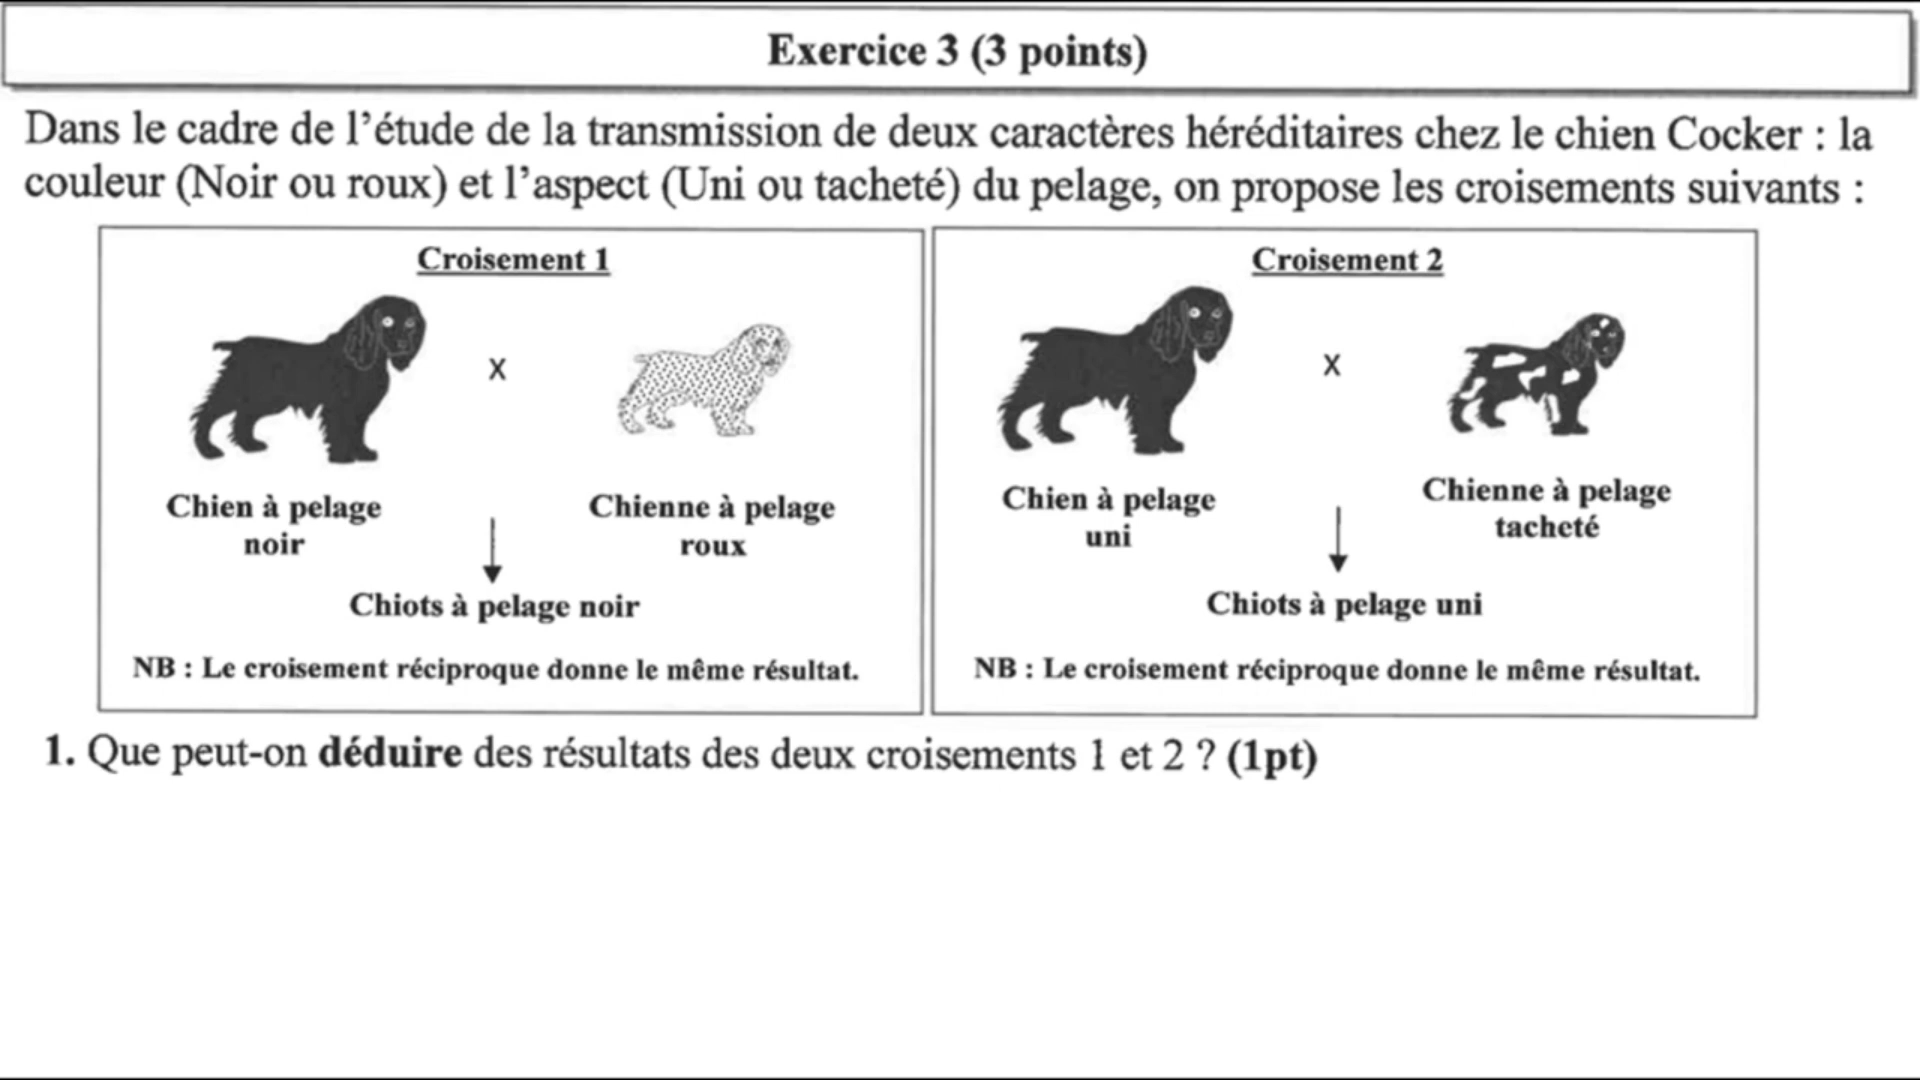 Exercice 3 (3 points)
Dans le cadre de l'étude de la transmission de deux caractères héréditaires chez le chien Cocker : la
couleur (Noir ou roux) et l'aspect (Uni ou tacheté) du pelage, on propose les croisements suivants :
Croisement 1
x
Chien à pelage
noir
Chienne à pelage
roux
Chiots à pelage noir
NB : Le croisement réciproque donne le même résultat.
Croisement 2
x
Chien à pelage
uni
Chienne à pelage
tacheté
Chiots à pelage uni
NB : Le croisement réciproque donne le même résultat.
1. Que peut-on déduire des résultats des deux croisements 1 et 2 ? (1pt)